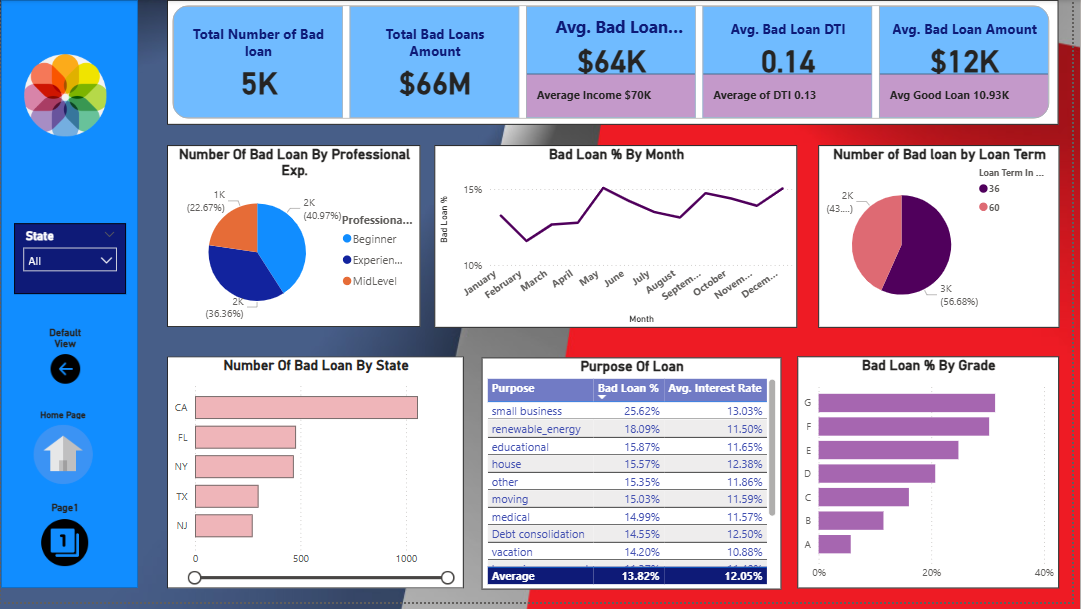 Total Number of Bad
loan
5K
Total Bad Loans
Amount
$66M
Avg. Bad Loan...
$64K
Average Income $70K
Avg. Bad Loan DTI
0.14
Average of DTI 0.13
Avg. Bad Loan Amount
$12K
Avg Good Loan 10.93K
State
All
Default
View
Home Page
Page1
1
Number Of Bad Loan By Professional
Exp.
1K
(22.67%)
2K
(40.97%)
2K
(36.36%)
Professiona...
Beginner
Experien...
MidLevel
Bad Loan % By Month
Bad Loan %
15%
10%
January
February
March
April
May
June
July
August
Septem...
October
Novem...
Decem...
Month
Number of Bad loan by Loan Term
Loan Term In ...
36
60
2K
(43....)
3K
(56.68%)
Number Of Bad Loan By State
CA
FL
NY
TX
NJ
0 500 1000
Purpose Of Loan
Purpose Bad Loan % Avg. Interest Rate
small business 25.62% 13.03%
renewable_energy 18.09% 11.50%
educational 15.87% 11.65%
house 15.57% 12.38%
other 15.35% 11.86%
moving 15.03% 11.59%
medical 14.99% 11.57%
Debt consolidation 14.55% 12.50%
vacation 14.20% 10.88%
Average 13.82% 12.05%
Bad Loan % By Grade
G
F
E
D
C
B
A
0% 20% 40%